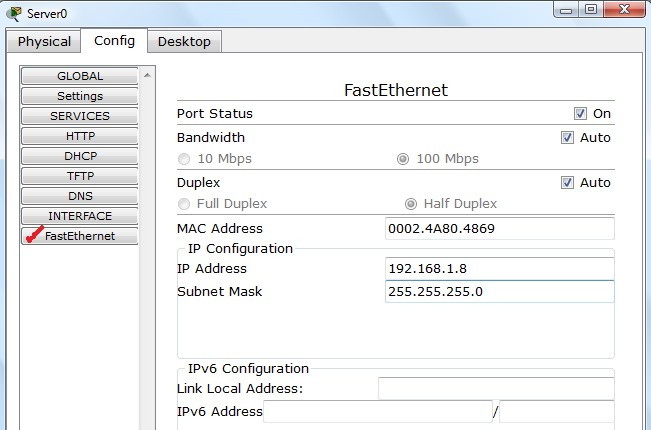 Server0
Physical Config Desktop
GLOBAL
Settings
SERVICES
HTTP
DHCP
TFTP
DNS
INTERFACE
FastEthernet
FastEthernet
Port Status On
Bandwidth Auto
10 Mbps 100 Mbps
Duplex Auto
Full Duplex Half Duplex
MAC Address 0002.4A80.4869
IP Configuration
IP Address 192.168.1.8
Subnet Mask 255.255.255.0
IPv6 Configuration
Link Local Address:
IPv6 Address /